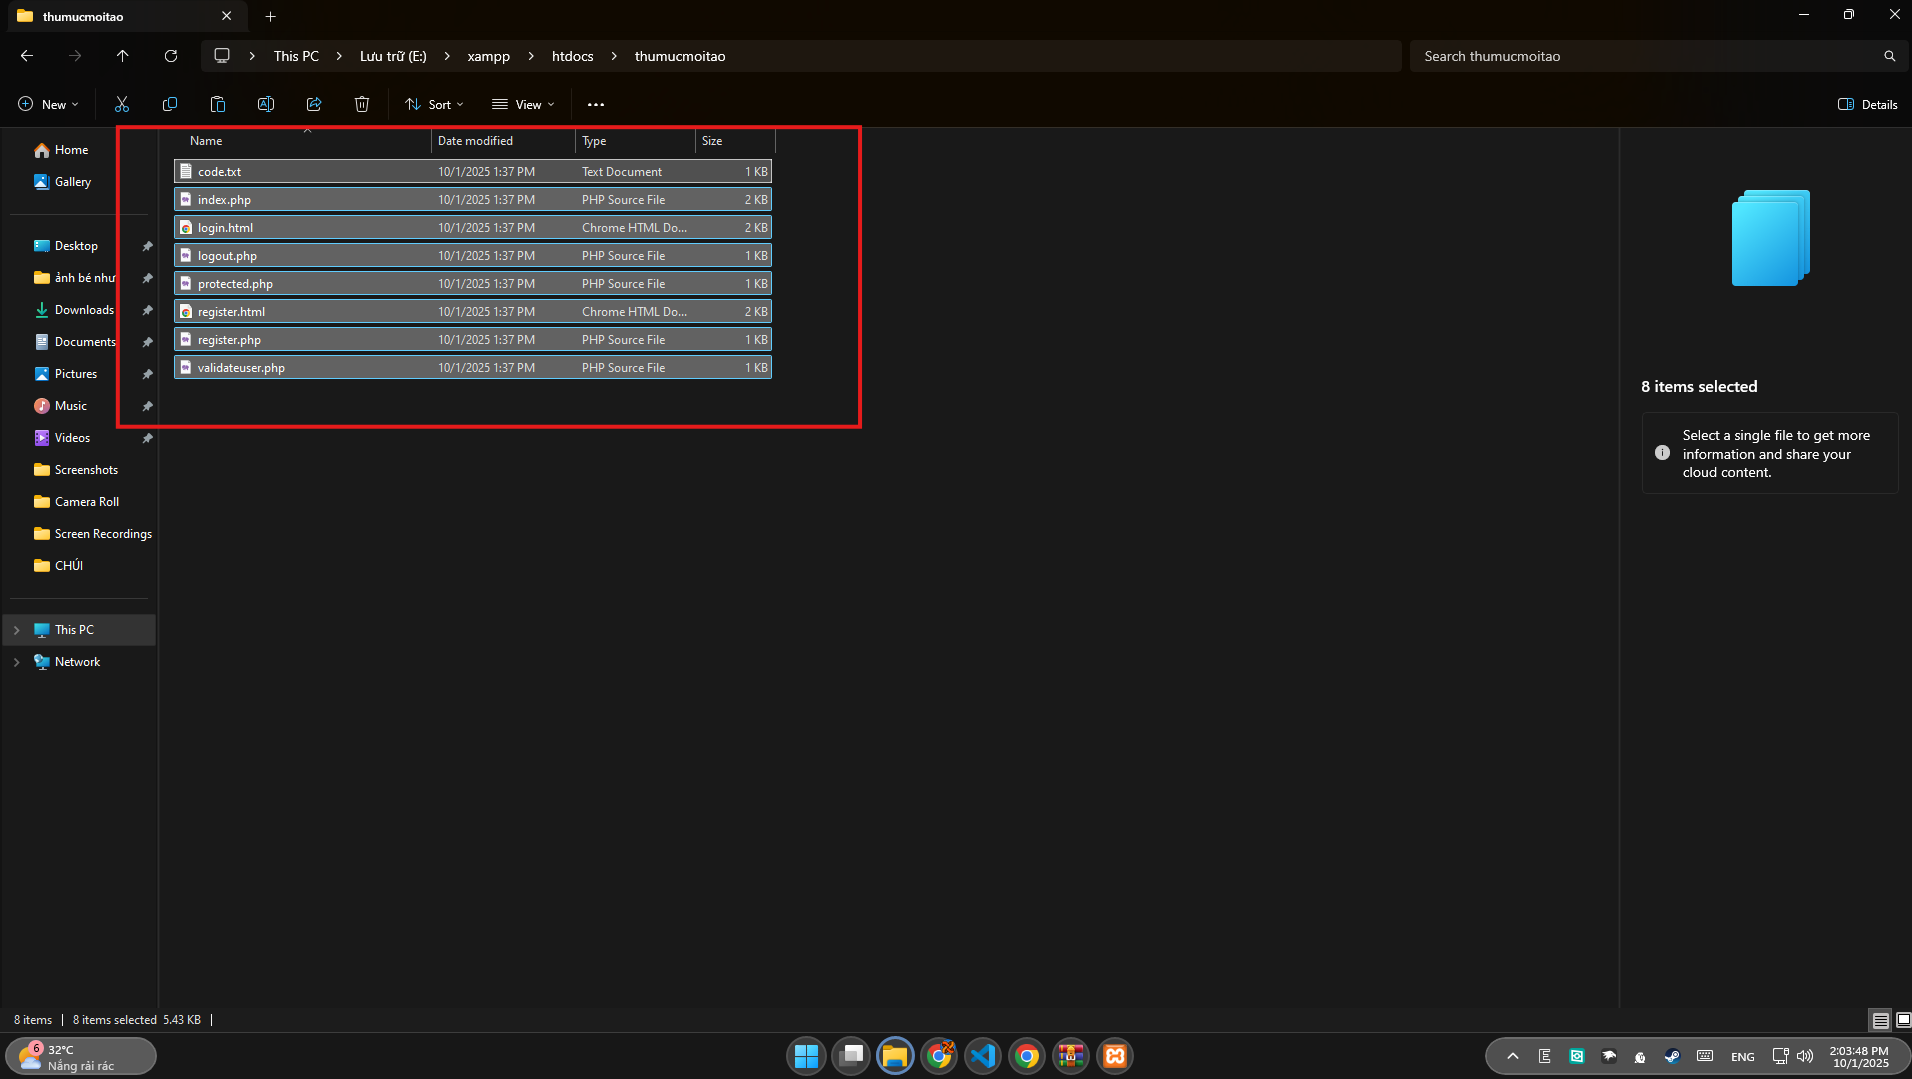 thumucmoitao
This PC > Lưu trữ (E:) > xampp > htdocs > thumucmoitao
Search thumucmoitao
New
Sort
View
Details
Name Date modified Type Size
code.txt 10/1/2025 1:37 PM Text Document 1 KB
index.php 10/1/2025 1:37 PM PHP Source File 2 KB
login.html 10/1/2025 1:37 PM Chrome HTML Do... 2 KB
logout.php 10/1/2025 1:37 PM PHP Source File 1 KB
protected.php 10/1/2025 1:37 PM PHP Source File 1 KB
register.html 10/1/2025 1:37 PM Chrome HTML Do... 2 KB
register.php 10/1/2025 1:37 PM PHP Source File 1 KB
validateuser.php 10/1/2025 1:37 PM PHP Source File 1 KB
Home
Gallery
Desktop
ảnh bé như
Downloads
Documents
Pictures
Music
Videos
Screenshots
Camera Roll
Screen Recordings
CHÚI
This PC
Network
8 items selected
Select a single file to get more
information and share your
cloud content.
8 items | 8 items selected 5.43 KB |
6
32°C
Nắng rải rác
ENG
2:03:48 PM
10/1/2025